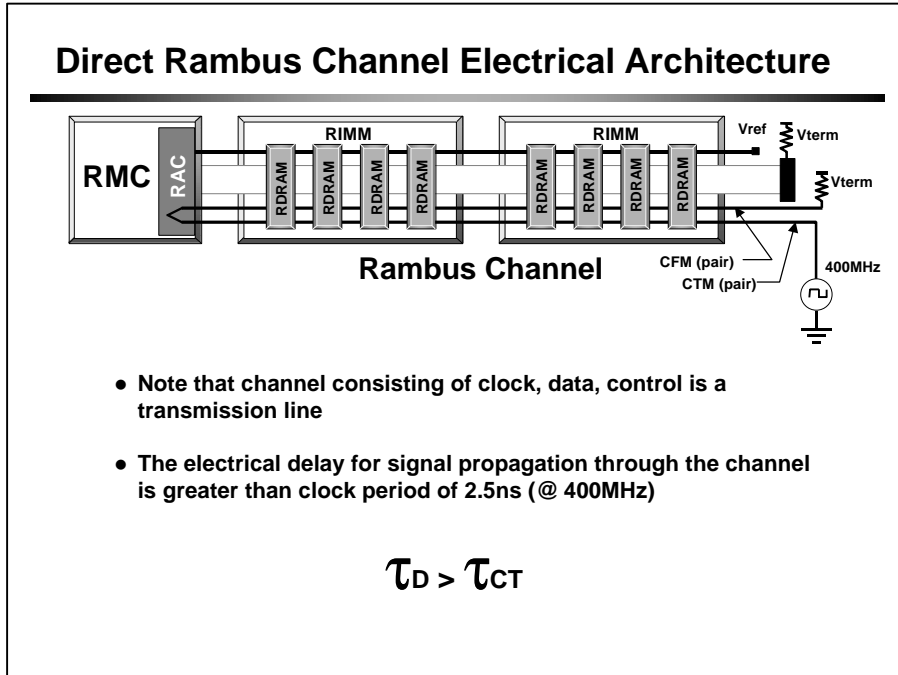 Direct Rambus Channel Electrical Architecture
RMC
RAC
RIMM
RDRAM
RDRAM
RDRAM
RDRAM
RIMM
RDRAM
RDRAM
RDRAM
RDRAM
Vref
Vterm
Vterm
Rambus Channel
CFM (pair)
CTM (pair)
400MHz
● Note that channel consisting of clock, data, control is a
transmission line
● The electrical delay for signal propagation through the channel
is greater than clock period of 2.5ns (@ 400MHz)
τD > τCT